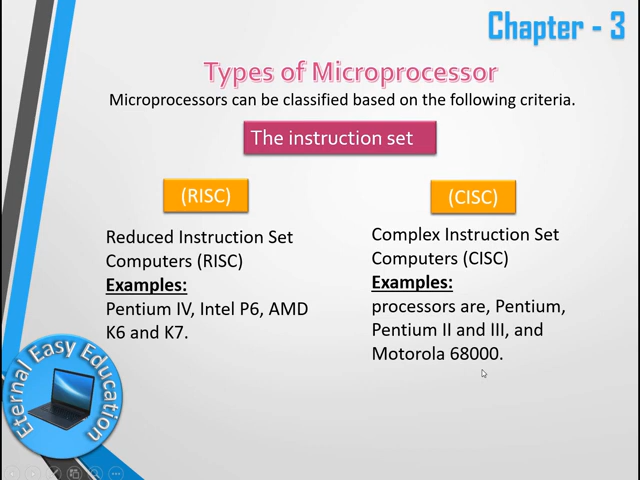 Chapter - 3
Types of Microprocessor
Microprocessors can be classified based on the following criteria.
The instruction set
(RISC)
Reduced Instruction Set
Computers (RISC)
Examples:
Pentium IV, Intel P6, AMD
K6 and K7.
(CISC)
Complex Instruction Set
Computers (CISC)
Examples:
processors are, Pentium,
Pentium II and III, and
Motorola 68000.
Eternal Easy Education